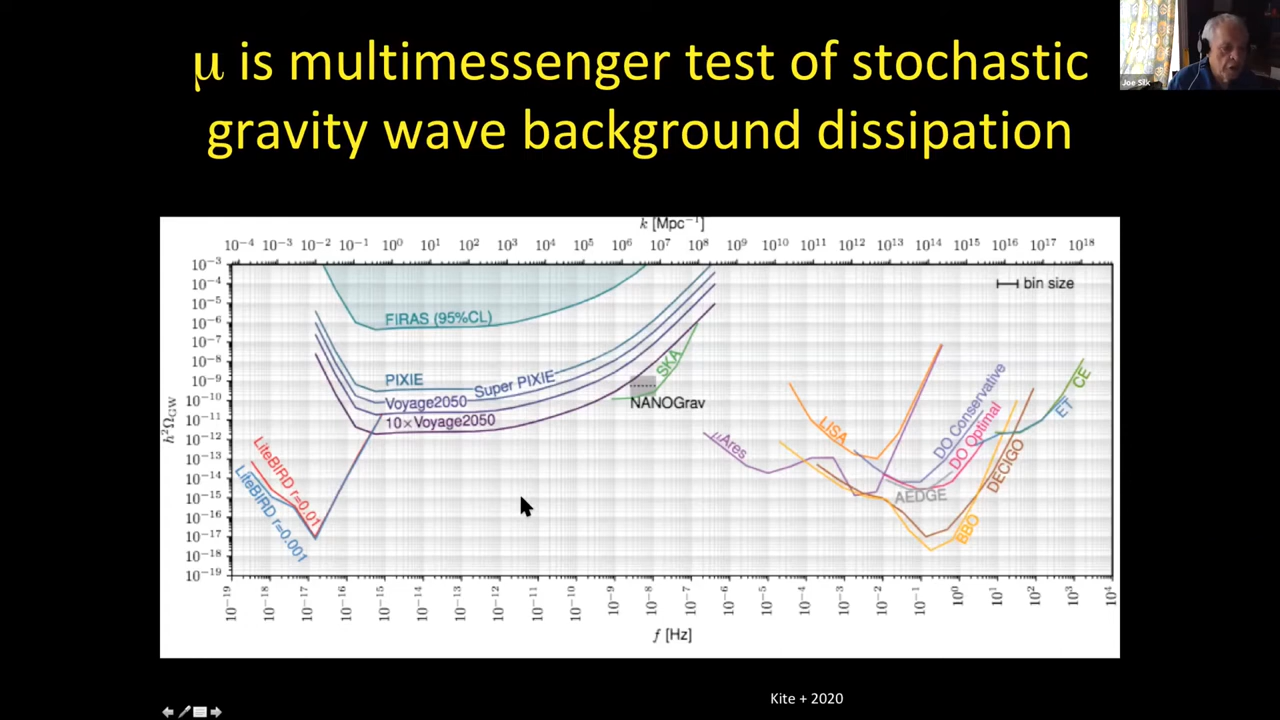 μ is multimessenger test of stochastic
gravity wave background dissipation
Joe Silk
k [Mpc⁻¹]
10⁻⁴ 10⁻³ 10⁻² 10⁻¹ 10⁰ 10¹ 10² 10³ 10⁴ 10⁵ 10⁶ 10⁷ 10⁸ 10⁹ 10¹⁰ 10¹¹ 10¹² 10¹³ 10¹⁴ 10¹⁵ 10¹⁶ 10¹⁷ 10¹⁸
10⁻³
10⁻⁴
10⁻⁵
10⁻⁶
10⁻⁷
10⁻⁸
10⁻⁹
10⁻¹⁰
10⁻¹¹
10⁻¹²
10⁻¹³
10⁻¹⁴
10⁻¹⁵
10⁻¹⁶
10⁻¹⁷
10⁻¹⁸
10⁻¹⁹
h²Ω_GW
bin size
FIRAS (95%CL)
PIXIE
Super PIXIE
Voyage2050
10×Voyage2050
SKA
NANOGrav
LiteBIRD r=0.01
LiteBIRD r=0.001
μAres
LISA
DO Conservative
DO Optimal
AEDGE
BBO
DECIGO
ET
CE
10⁻¹⁹ 10⁻¹⁸ 10⁻¹⁷ 10⁻¹⁶ 10⁻¹⁵ 10⁻¹⁴ 10⁻¹³ 10⁻¹² 10⁻¹¹ 10⁻¹⁰ 10⁻⁹ 10⁻⁸ 10⁻⁷ 10⁻⁶ 10⁻⁵ 10⁻⁴ 10⁻³ 10⁻² 10⁻¹ 10⁰ 10¹ 10² 10³ 10⁴
f [Hz]
Kite + 2020